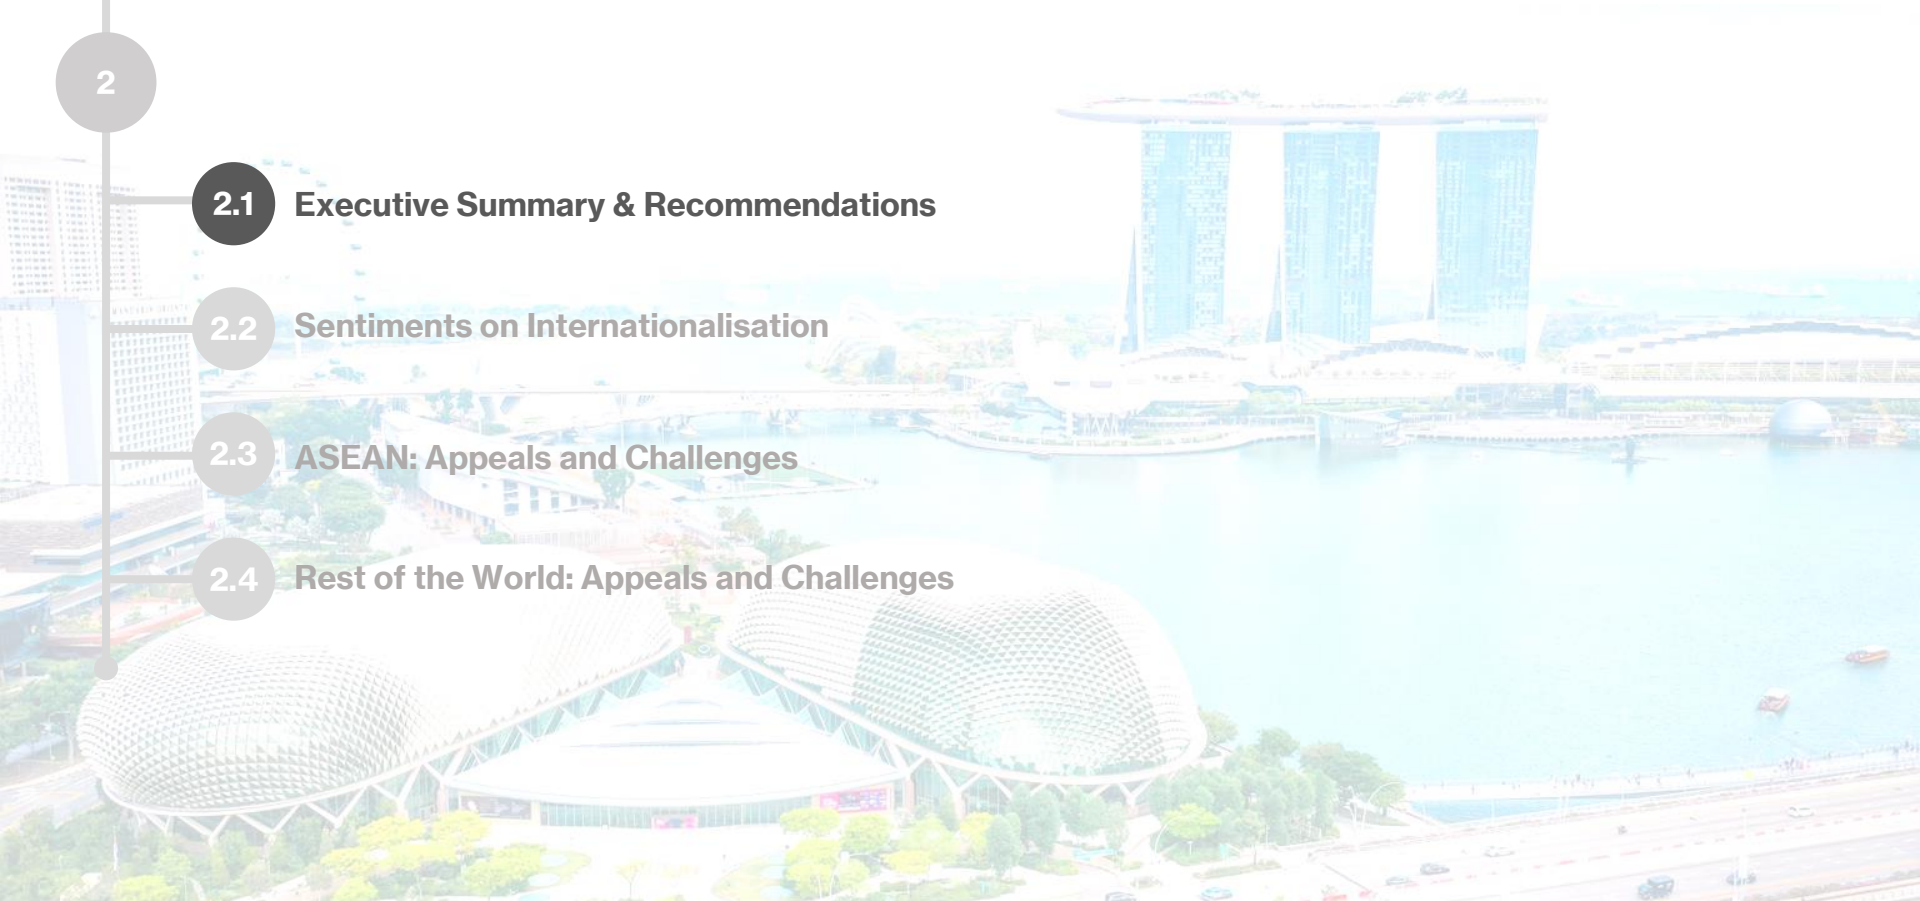 2
2.1 Executive Summary & Recommendations
2.2 Sentiments on Internationalisation
2.3 ASEAN: Appeals and Challenges
2.4 Rest of the World: Appeals and Challenges